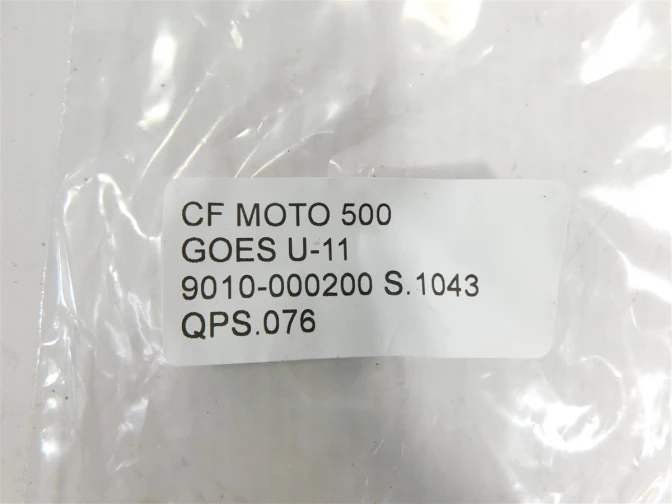 CF MOTO 500
GOES U-11
9010-000200 S.1043
QPS.076